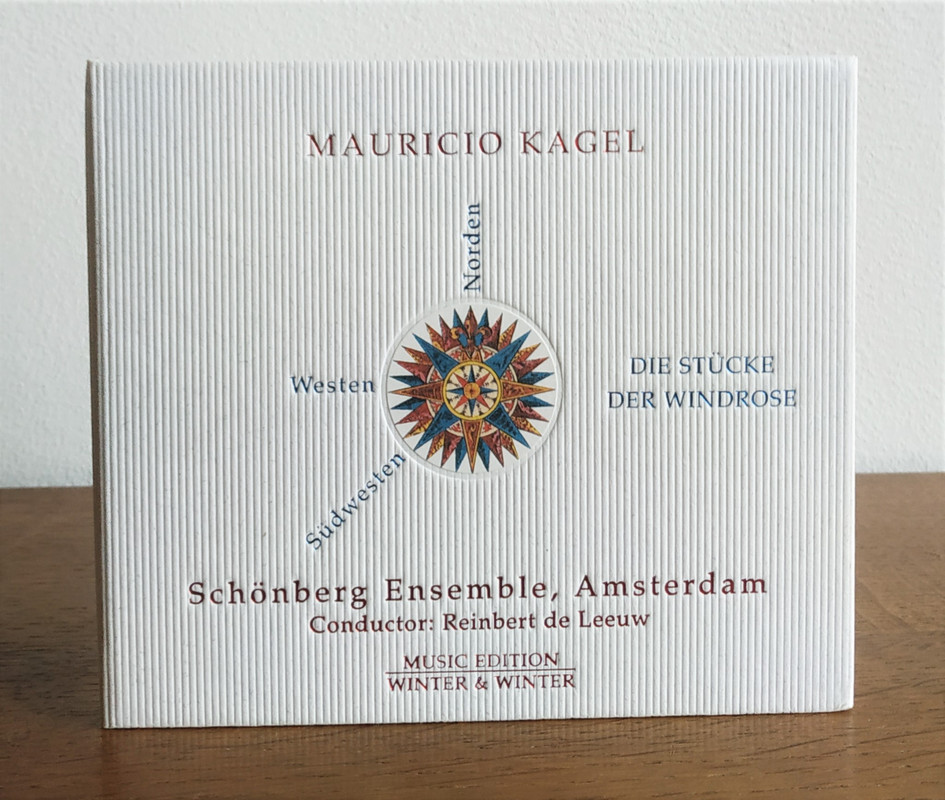 MAURICIO KAGEL
Norden
Westen
Südwesten
DIE STÜCKE
DER WINDROSE
Schönberg Ensemble, Amsterdam
Conductor: Reinbert de Leeuw
MUSIC EDITION
WINTER & WINTER